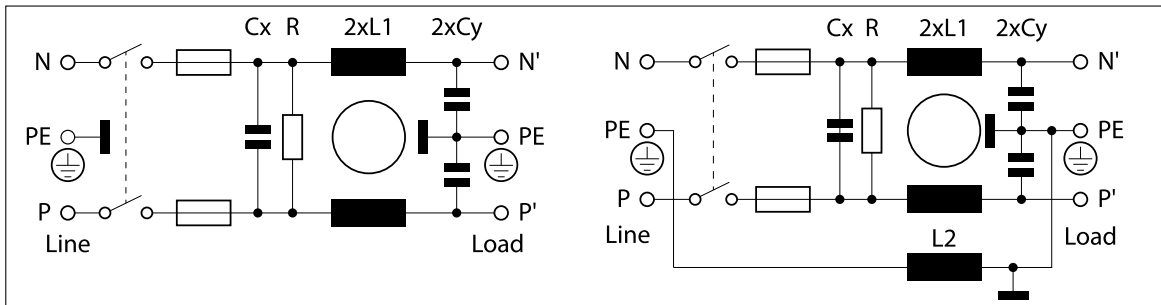 Cx R 2xL1 2xCy
N N'
PE PE
P P'
Line Load
Cx R 2xL1 2xCy
N N'
PE PE
P P'
Line L2 Load